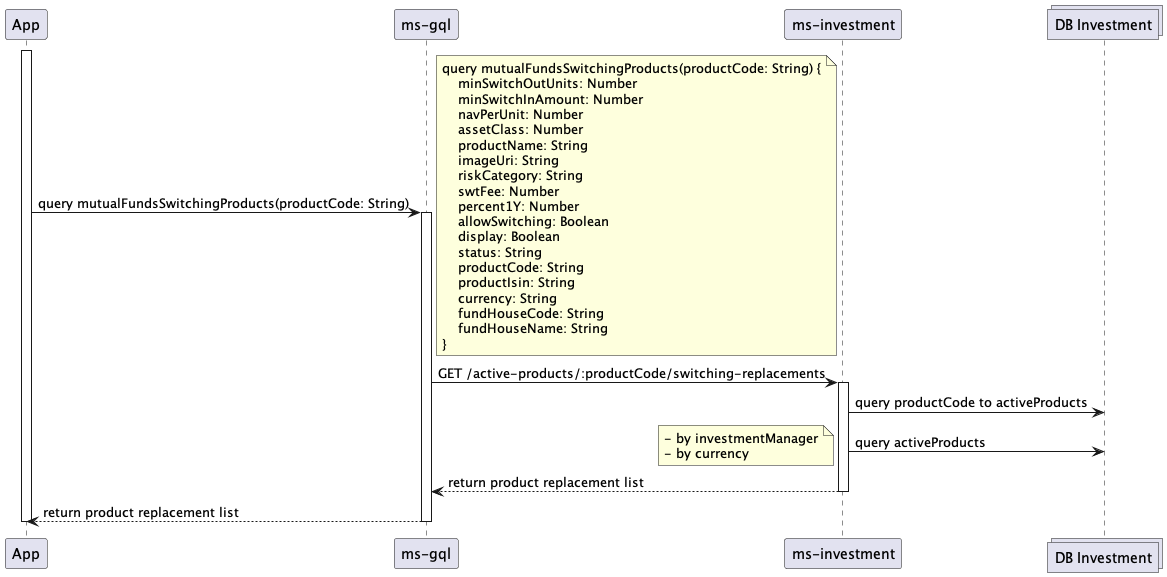 App
ms-gql
ms-investment
DB Investment
query mutualFundsSwitchingProducts(productCode: String) {
minSwitchOutUnits: Number
minSwitchInAmount: Number
navPerUnit: Number
assetClass: Number
productName: String
imageUri: String
riskCategory: String
swtFee: Number
percent1Y: Number
allowSwitching: Boolean
display: Boolean
status: String
productCode: String
productIsin: String
currency: String
fundHouseCode: String
fundHouseName: String
}
query mutualFundsSwitchingProducts(productCode: String)
GET /active-products/:productCode/switching-replacements
query productCode to activeProducts
- by investmentManager
- by currency
query activeProducts
return product replacement list
return product replacement list
App
ms-gql
ms-investment
DB Investment